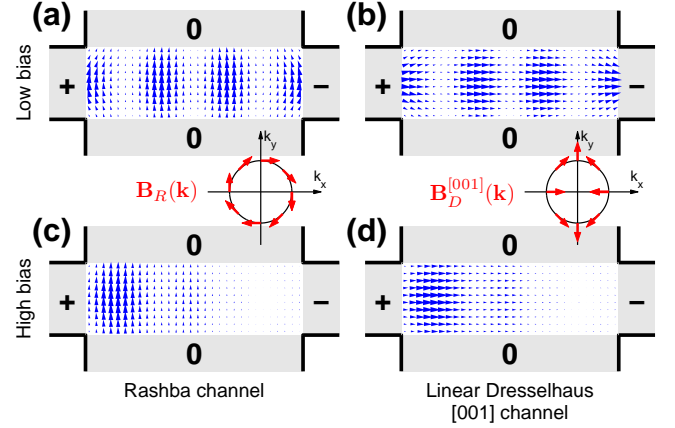 (a)
0
Low bias
+
0
(b)
0
+
−
0
k_y
k_x
B_R(k)
k_y
k_x
B_D^{[001]}(k)
(c)
0
High bias
+
0
(d)
0
+
−
0
Rashba channel
Linear Dresselhaus
[001] channel